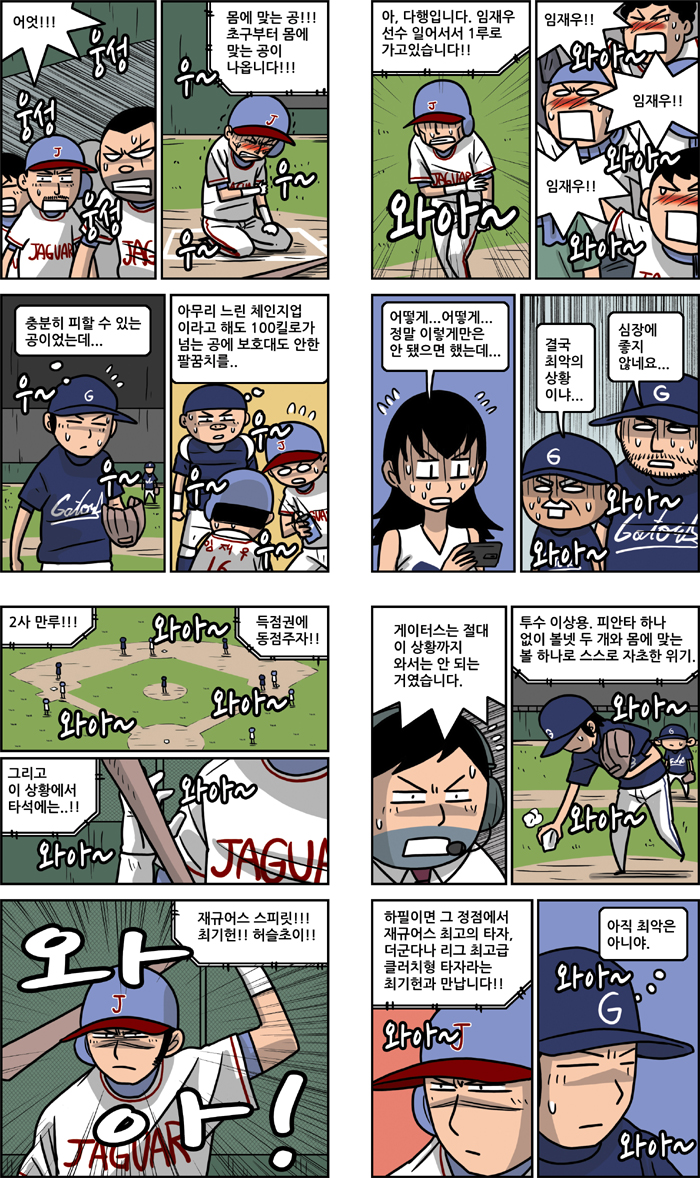 어엇!!!
웅성
웅성
웅성
J
JAGUAR
JA
몸에 맞는 공!!!
초구부터 몸에
맞는 공이
나옵니다!!!
우~
우~
우~
J
아, 다행입니다. 임재우
선수 일어서서 1루로
가고있습니다!!
J
JAGUAR
와아~
임재우!!
임재우!!
와아~
임재우!!
와아~
JAGUAR
충분히 피할 수 있는
공이었는데...
우~
G
우~
Gators
아무리 느린 체인지업
이라고 해도 100킬로가
넘는 공에 보호대도 안한
팔꿈치를..
우~
J
우~
임재우
16
우~
어떻게...어떻게...
정말 이렇게만은
안 됐으면 했는데...
결국
최악의
상황
이냐...
심장에
좋지
않네요...
G
G
와아~
Gators
와아~
2사 만루!!!
와아~
득점권에
동점주자!!
와아~
와아~
그리고
이 상황에서
타석에는..!!
와아~
와아~
JAGUA
게이터스는 절대
이 상황까지
와서는 안 되는
거였습니다.
투수 이상용. 피안타 하나
없이 볼넷 두 개와 몸에 맞는
볼 하나로 스스로 자초한 위기.
와아~
와아~
재규어스 스피릿!!!
최기헌!! 허슬초이!!
와
J
아!
JAGUAR
하필이면 그 정점에서
재규어스 최고의 타자,
더군다나 리그 최고급
클러치형 타자라는
최기헌과 만납니다!!
와아~
J
아직 최악은
아니야.
와아~
G
와아~